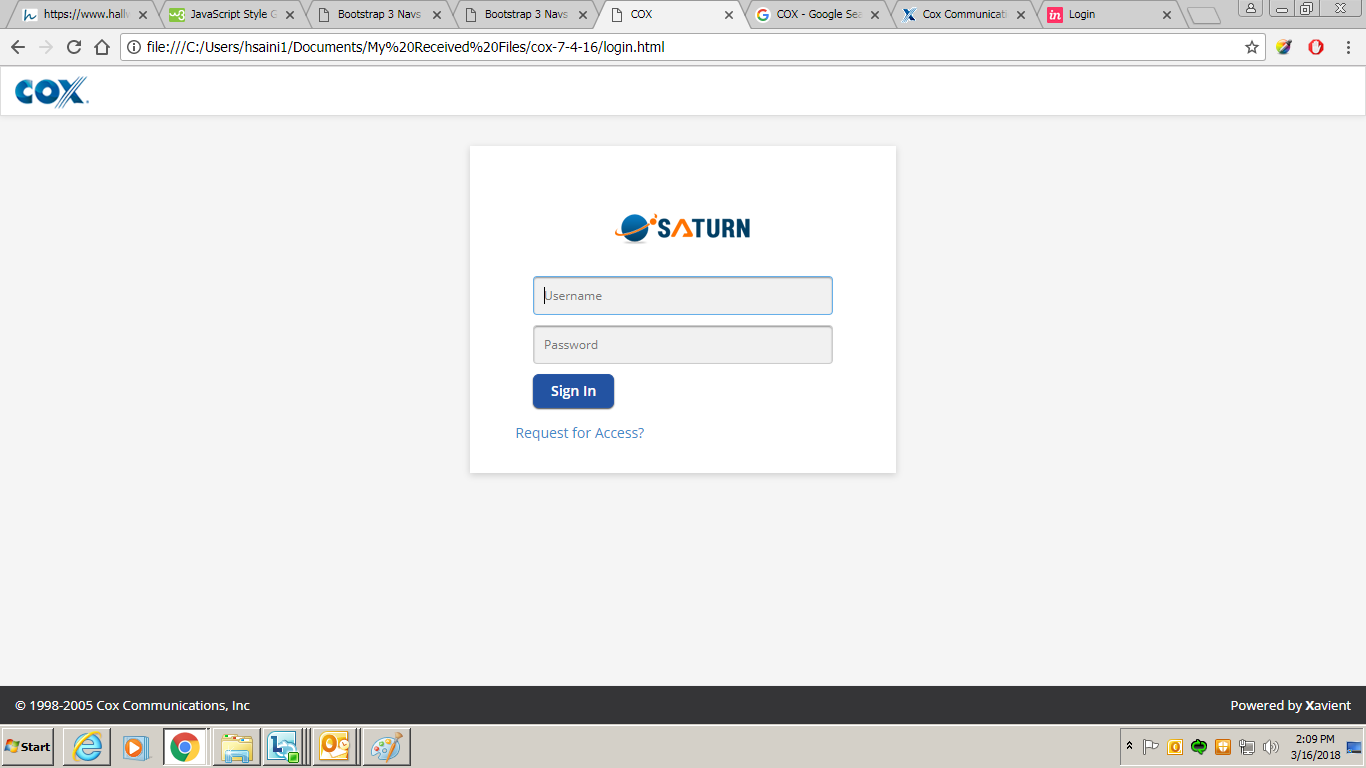 https://www.hallw
JavaScript Style G
Bootstrap 3 Navs
Bootstrap 3 Navs
COX
COX - Google Sea
Cox Communicati
in Login
file:///C:/Users/hsaini1/Documents/My%20Received%20Files/cox-7-4-16/login.html
COX
SATURN
Username
Password
Sign In
Request for Access?
© 1998-2005 Cox Communications, Inc
Powered by Xavient
Start
2:09 PM
3/16/2018